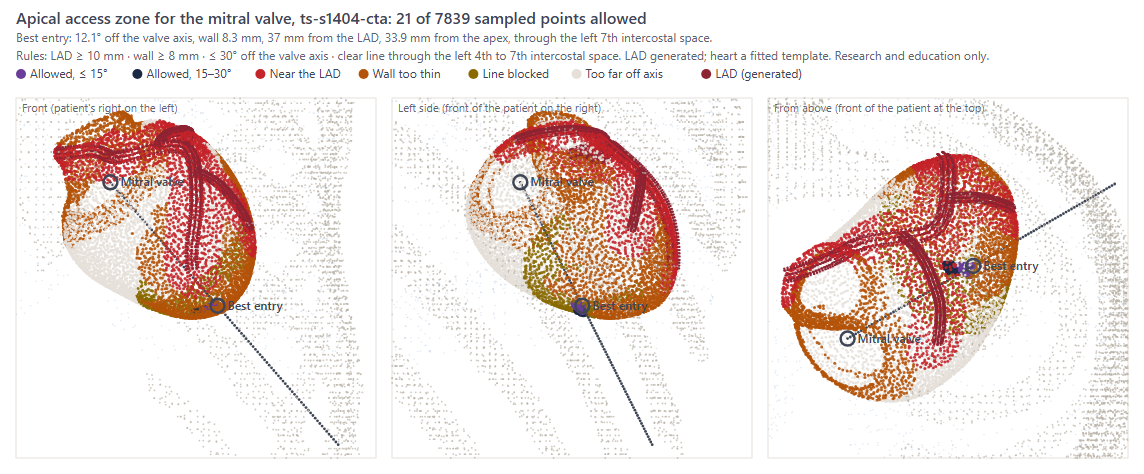 Apical access zone for the mitral valve, ts-s1404-cta: 21 of 7839 sampled points allowed
Best entry: 12.1° off the valve axis, wall 8.3 mm, 37 mm from the LAD, 33.9 mm from the apex, through the left 7th intercostal space.
Rules: LAD ≥ 10 mm · wall ≥ 8 mm · ≤ 30° off the valve axis · clear line through the left 4th to 7th intercostal space. LAD generated; heart a fitted template. Research and education only.
Allowed, ≤ 15° Allowed, 15–30° Near the LAD Wall too thin Line blocked Too far off axis LAD (generated)
Front (patient's right on the left) Left side (front of the patient on the right) From above (front of the patient at the top)
Mitral valve Mitral valve
Best entry
Best entry Best entry
Mitral valve